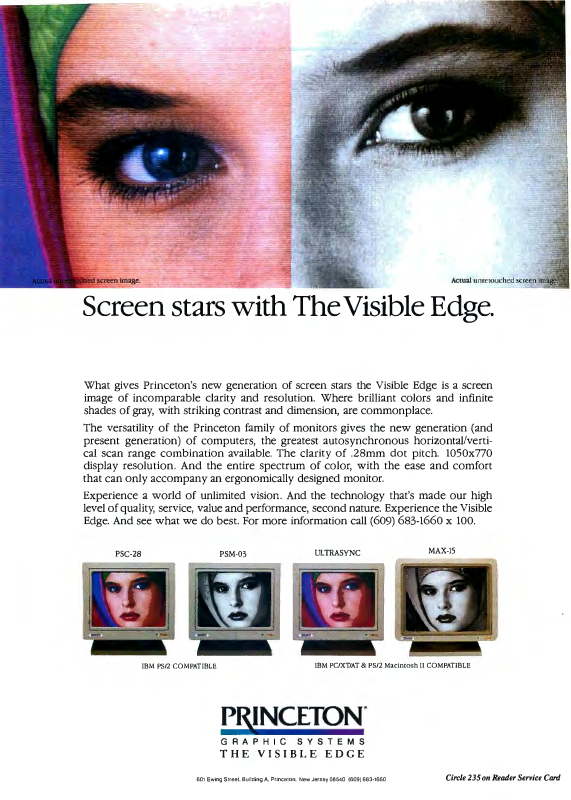 Actual unretouched screen image.
Actual unretouched screen image.
Screen stars with The Visible Edge.
What gives Princeton's new generation of screen stars the Visible Edge is a screen
image of incomparable clarity and resolution. Where brilliant colors and infinite
shades of gray, with striking contrast and dimension, are commonplace.
The versatility of the Princeton family of monitors gives the new generation (and
present generation) of computers, the greatest autosynchronous horizontal/verti-
cal scan range combination available. The clarity of .28mm dot pitch. 1050x770
display resolution. And the entire spectrum of color, with the ease and comfort
that can only accompany an ergonomically designed monitor.
Experience a world of unlimited vision. And the technology that's made our high
level of quality, service, value and performance, second nature. Experience the Visible
Edge. And see what we do best. For more information call (609) 683-1660 x 100.
PSC-28 PSM-03 ULTRASYNC MAX-15
IBM PS/2 COMPATIBLE IBM PC/XT/AT & PS/2 Macintosh II COMPATIBLE
PRINCETON
GRAPHIC SYSTEMS
THE VISIBLE EDGE
601 Ewing Street, Building A, Princeton, New Jersey 08540 (609) 683-1660
Circle 235 on Reader Service Card